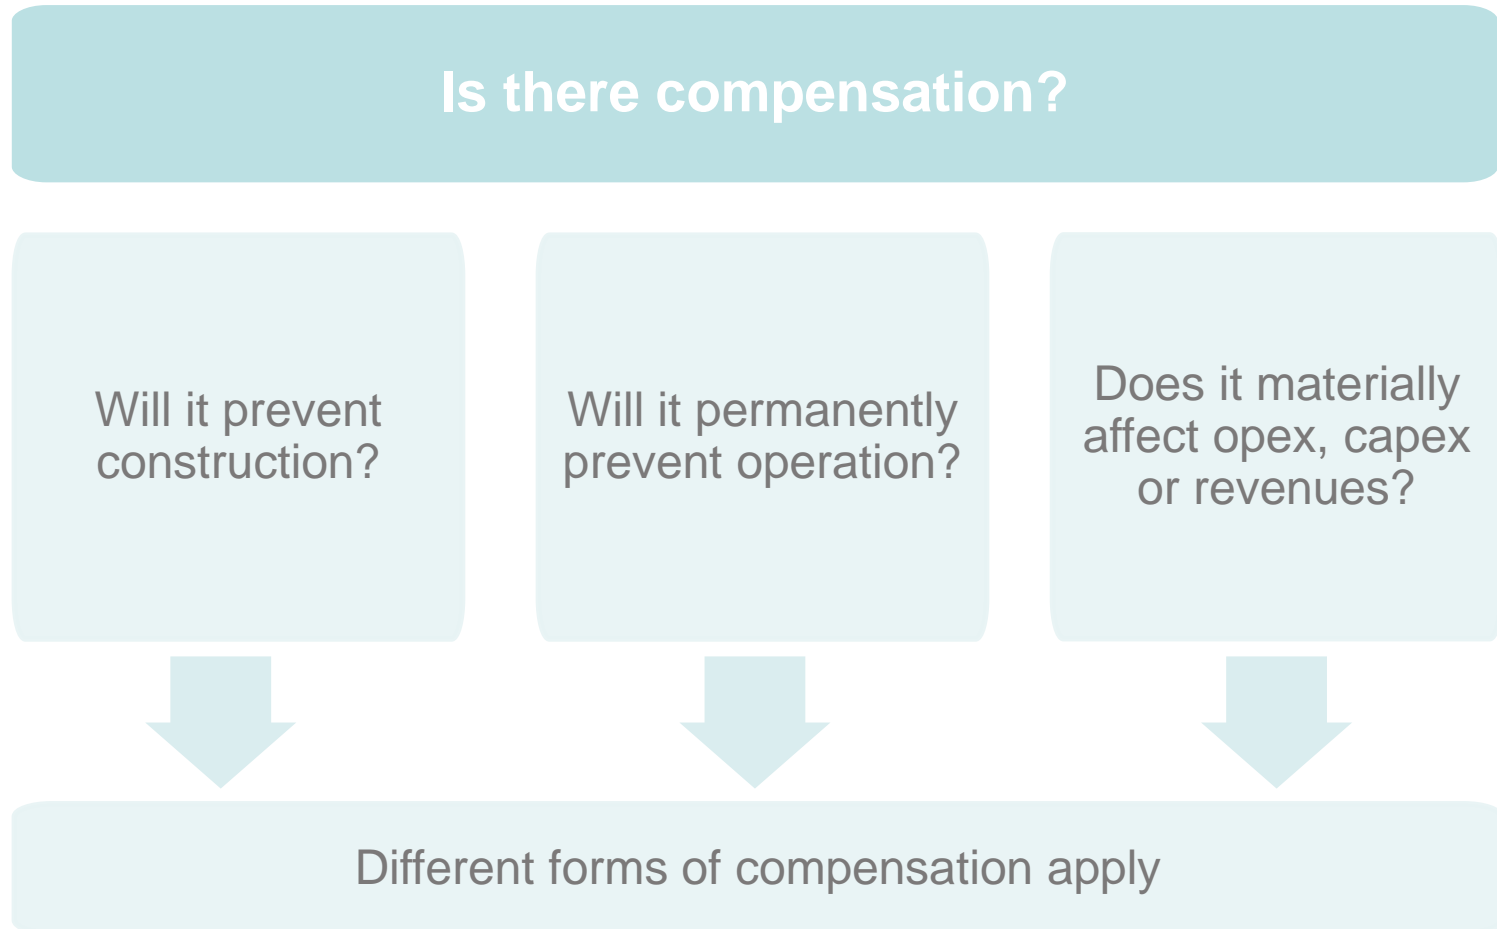 Is there compensation?
Will it prevent
construction?
Will it permanently
prevent operation?
Does it materially
affect opex, capex
or revenues?
Different forms of compensation apply